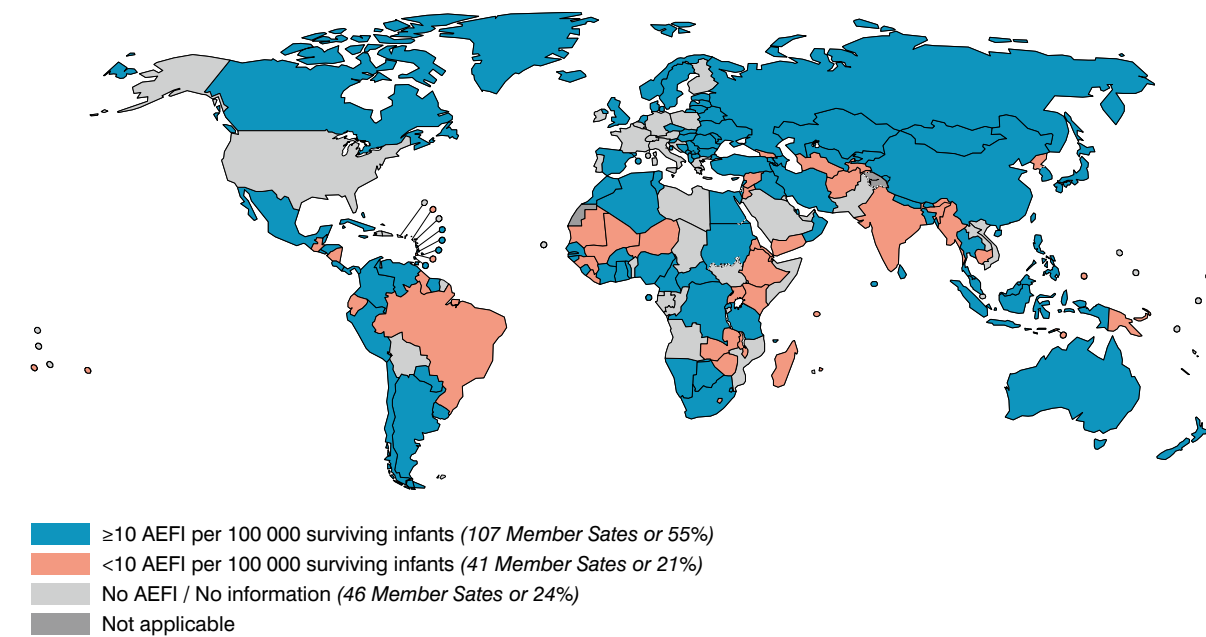 ≥10 AEFI per 100 000 surviving infants (107 Member Sates or 55%)
<10 AEFI per 100 000 surviving infants (41 Member Sates or 21%)
No AEFI / No information (46 Member Sates or 24%)
Not applicable